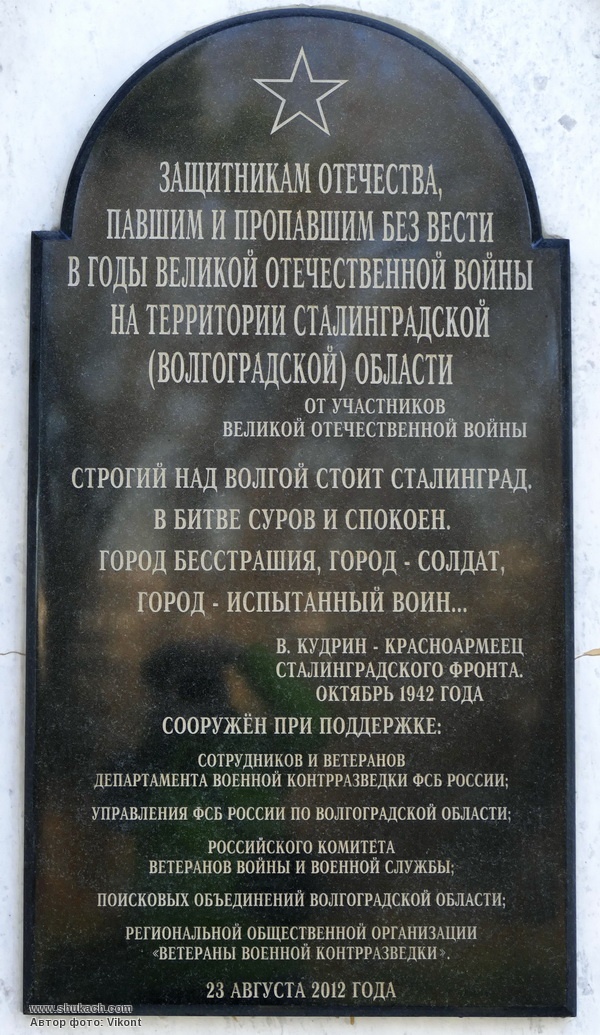 ЗАЩИТНИКАМ ОТЕЧЕСТВА,
ПАВШИМ И ПРОПАВШИМ БЕЗ ВЕСТИ
В ГОДЫ ВЕЛИКОЙ ОТЕЧЕСТВЕННОЙ ВОЙНЫ
НА ТЕРРИТОРИИ СТАЛИНГРАДСКОЙ
(ВОЛГОГРАДСКОЙ) ОБЛАСТИ
ОТ УЧАСТНИКОВ
ВЕЛИКОЙ ОТЕЧЕСТВЕННОЙ ВОЙНЫ
СТРОГИЙ НАД ВОЛГОЙ СТОИТ СТАЛИНГРАД.
В БИТВЕ СУРОВ И СПОКОЕН.
ГОРОД БЕССТРАШИЯ, ГОРОД - СОЛДАТ,
ГОРОД - ИСПЫТАННЫЙ ВОИН...
В. КУДРИН - КРАСНОАРМЕЕЦ
СТАЛИНГРАДСКОГО ФРОНТА.
ОКТЯБРЬ 1942 ГОДА
СООРУЖЁН ПРИ ПОДДЕРЖКЕ:
СОТРУДНИКОВ И ВЕТЕРАНОВ
ДЕПАРТАМЕНТА ВОЕННОЙ КОНТРРАЗВЕДКИ ФСБ РОССИИ;
УПРАВЛЕНИЯ ФСБ РОССИИ ПО ВОЛГОГРАДСКОЙ ОБЛАСТИ;
РОССИЙСКОГО КОМИТЕТА
ВЕТЕРАНОВ ВОЙНЫ И ВОЕННОЙ СЛУЖБЫ;
ПОИСКОВЫХ ОБЪЕДИНЕНИЙ ВОЛГОГРАДСКОЙ ОБЛАСТИ;
РЕГИОНАЛЬНОЙ ОБЩЕСТВЕННОЙ ОРГАНИЗАЦИИ
«ВЕТЕРАНЫ ВОЕННОЙ КОНТРРАЗВЕДКИ».
23 АВГУСТА 2012 ГОДА
www.shukach.com
Автор фото: Vikont